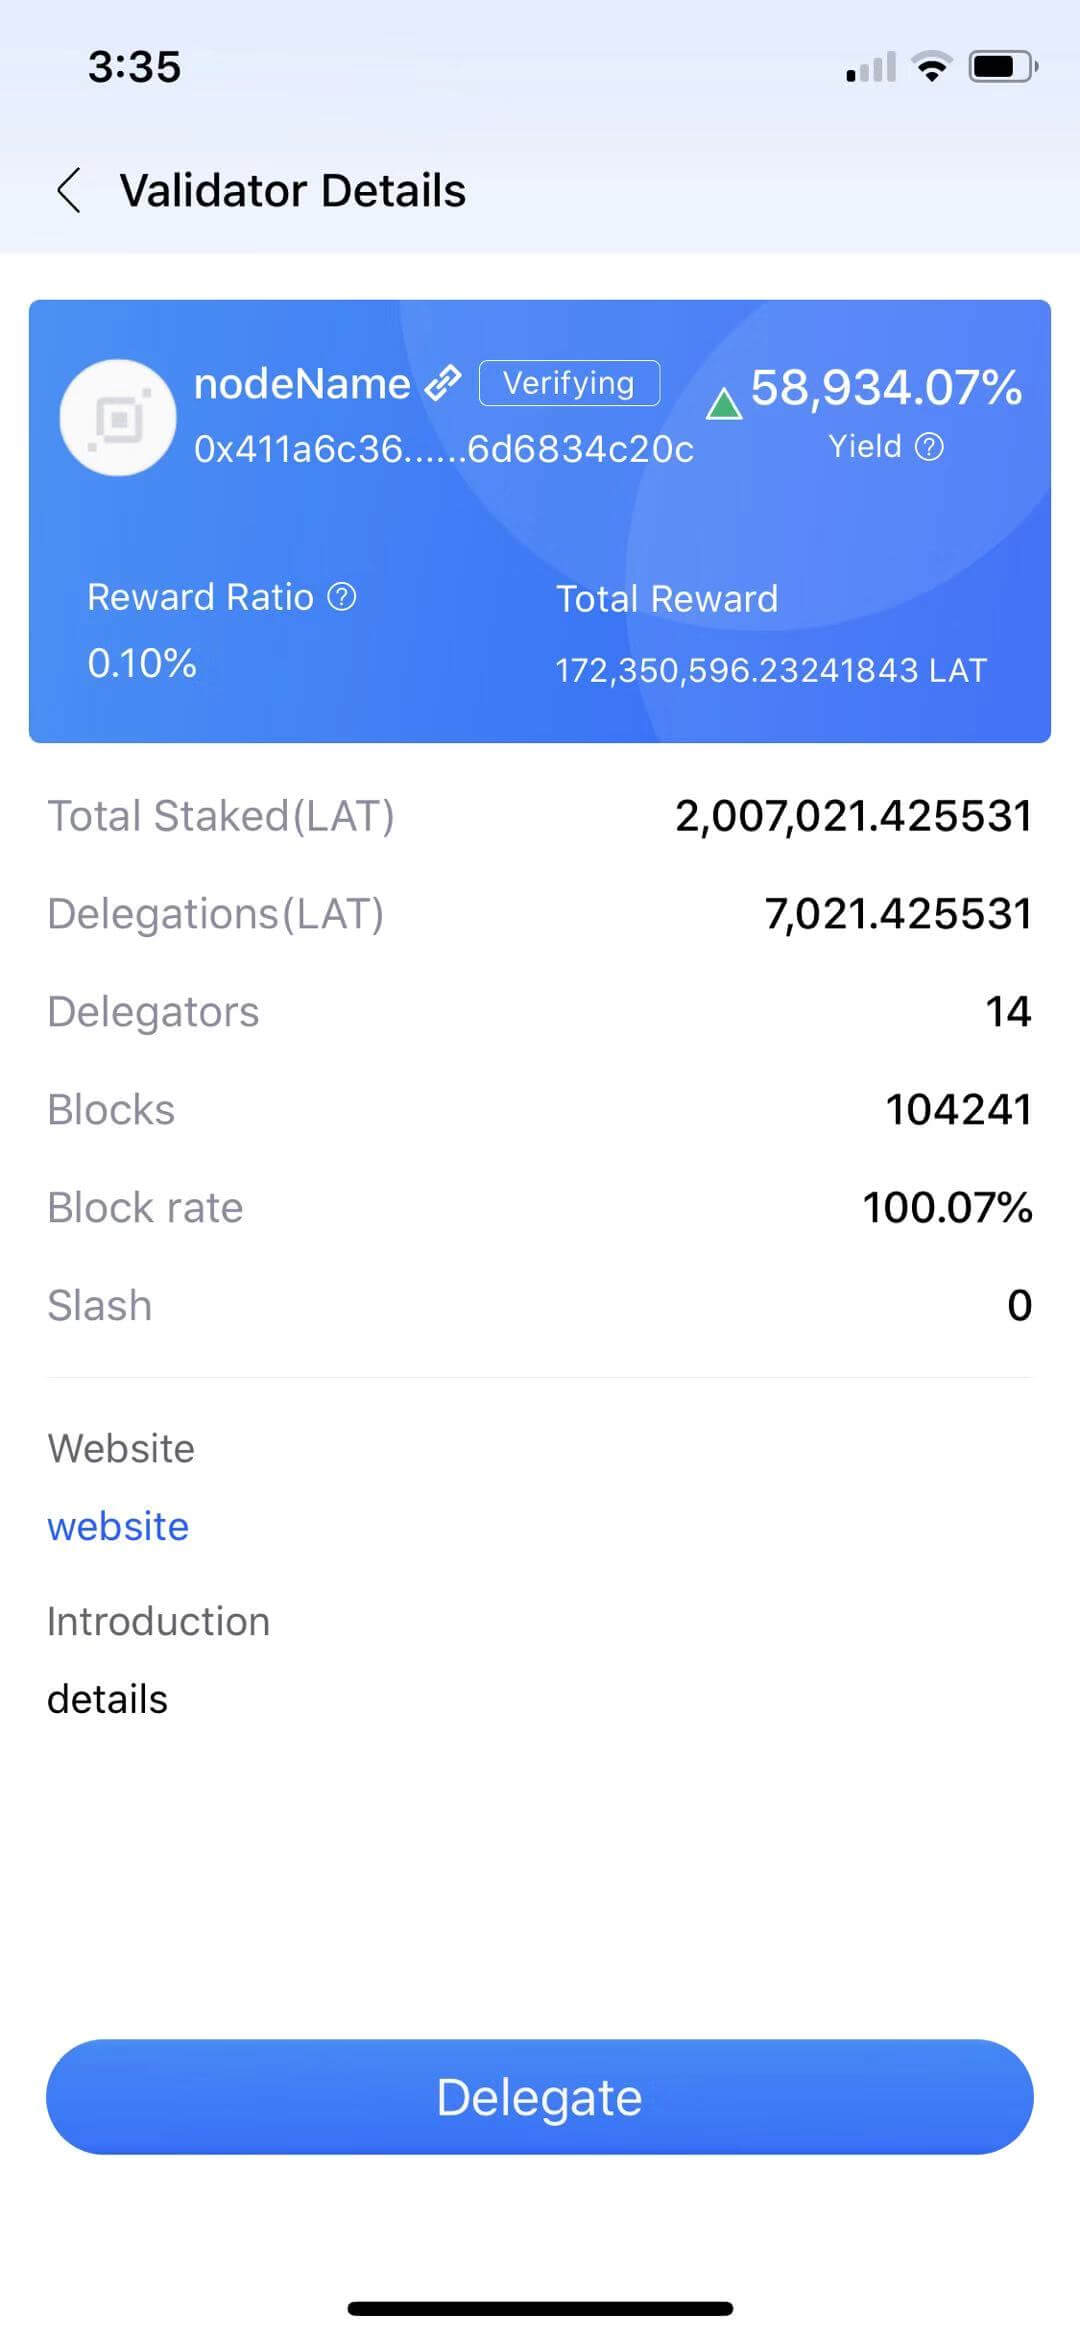 3:35
Validator Details
nodeName Verifying
58,934.07%
0x411a6c36......6d6834c20c
Yield ?
Reward Ratio ?
Total Reward
0.10%
172,350,596.23241843 LAT
Total Staked(LAT) 2,007,021.425531
Delegations(LAT) 7,021.425531
Delegators 14
Blocks 104241
Block rate 100.07%
Slash 0
Website
website
Introduction
details
Delegate